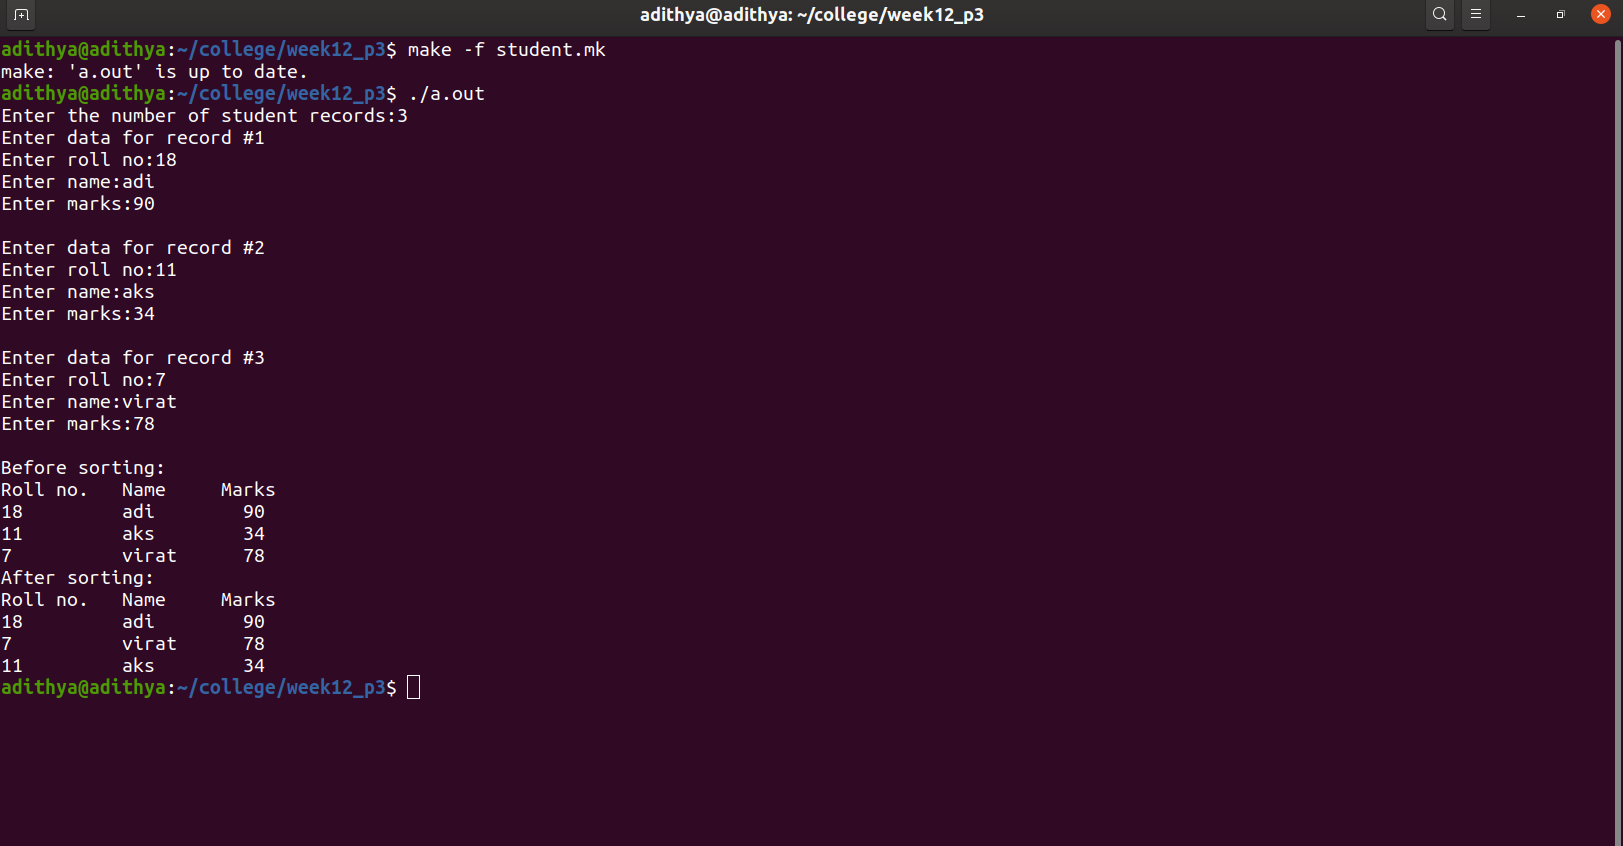 adithya@adithya: ~/college/week12_p3
adithya@adithya:~/college/week12_p3$ make -f student.mk
make: 'a.out' is up to date.
adithya@adithya:~/college/week12_p3$ ./a.out
Enter the number of student records:3
Enter data for record #1
Enter roll no:18
Enter name:adi
Enter marks:90
Enter data for record #2
Enter roll no:11
Enter name:aks
Enter marks:34
Enter data for record #3
Enter roll no:7
Enter name:virat
Enter marks:78
Before sorting:
Roll no.   Name     Marks
18         adi        90
11         aks        34
7          virat      78
After sorting:
Roll no.   Name     Marks
18         adi        90
7          virat      78
11         aks        34
adithya@adithya:~/college/week12_p3$